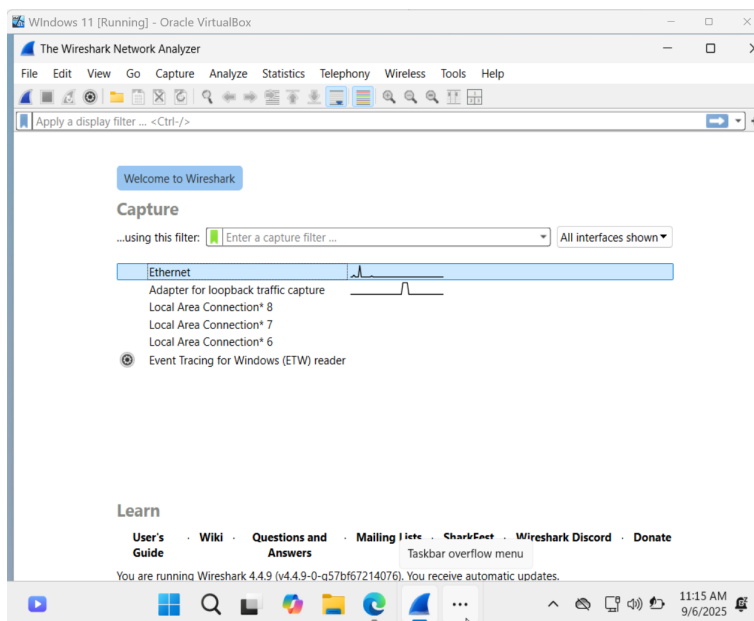 WIndows 11 [Running] - Oracle VirtualBox
The Wireshark Network Analyzer
File Edit View Go Capture Analyze Statistics Telephony Wireless Tools Help
Apply a display filter ... <Ctrl-/>
Welcome to Wireshark
Capture
...using this filter: Enter a capture filter ... All interfaces shown
Ethernet
Adapter for loopback traffic capture
Local Area Connection* 8
Local Area Connection* 7
Local Area Connection* 6
Event Tracing for Windows (ETW) reader
Learn
User's Guide · Wiki · Questions and Answers · Mailing Lists · SharkFest · Wireshark Discord · Donate
Taskbar overflow menu
You are running Wireshark 4.4.9 (v4.4.9-0-g57bf67214076). You receive automatic updates.
11:15 AM
9/6/2025